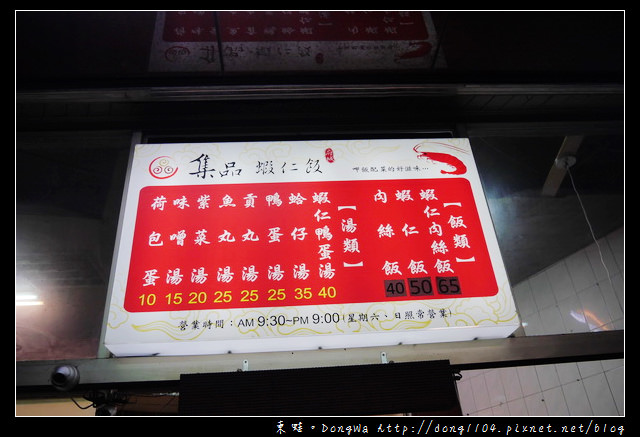 集品 蝦仁飯
呷飯配菜的好滋味…
【飯類】
蝦仁肉絲飯 65
蝦仁飯 50
肉絲飯 40
【湯類】
蝦仁鴨蛋湯 40
蛤仔湯 35
鴨蛋湯 25
貢丸湯 25
魚丸湯 25
紫菜湯 20
味噌湯 15
荷包蛋 10
營業時間：AM 9:30~PM 9:00(星期六、日照常營業)
東蛙。DongWa http://dong1104.pixnet.net/blog